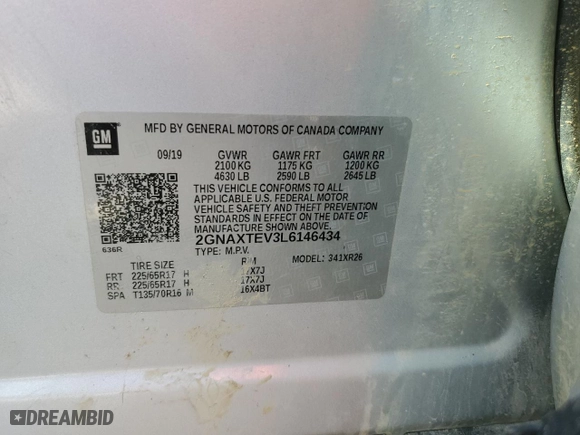 GM
MFD BY GENERAL MOTORS OF CANADA COMPANY
09/19 GVWR GAWR FRT GAWR RR
2100 KG 1175 KG 1200 KG
4630 LB 2590 LB 2645 LB
THIS VEHICLE CONFORMS TO ALL
APPLICABLE U.S. FEDERAL MOTOR
VEHICLE SAFETY AND THEFT PREVENTION
STANDARDS IN EFFECT ON THE DATE OF
MANUFACTURE SHOWN ABOVE.
2GNAXTEV3L6146434
636R
TYPE: M.P.V. MODEL: 341XR26
TIRE SIZE RIM
FRT 225/65R17 H 17X7J
RR 225/65R17 H 17X7J
SPA T135/70R16 M 16X4BT
DREAMBID